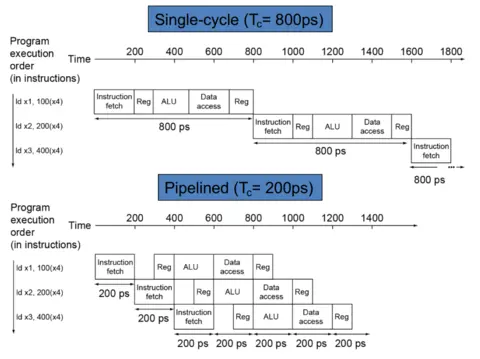 Single-cycle (Tc= 800ps)
Program
execution
order
(in instructions)
Time
200 400 600 800 1000 1200 1400 1600 1800
ld x1, 100(x4)
Instruction
fetch
Reg
ALU
Data
access
Reg
800 ps
ld x2, 200(x4)
Instruction
fetch
Reg
ALU
Data
access
Reg
800 ps
ld x3, 400(x4)
Instruction
fetch
...
800 ps
Pipelined (Tc= 200ps)
Program
execution
order
(in instructions)
Time
200 400 600 800 1000 1200 1400
ld x1, 100(x4)
Instruction
fetch
Reg
ALU
Data
access
Reg
200 ps
ld x2, 200(x4)
Instruction
fetch
Reg
ALU
Data
access
Reg
200 ps
ld x3, 400(x4)
Instruction
fetch
Reg
ALU
Data
access
Reg
200 ps 200 ps 200 ps 200 ps 200 ps